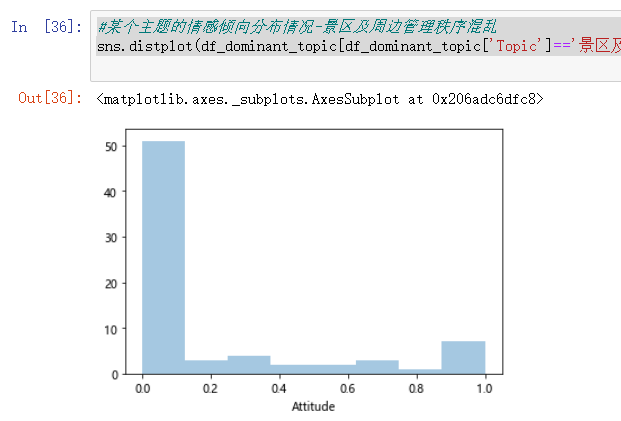 In [36]: #某个主题的情感倾向分布情况-景区及周边管理秩序混乱
sns.distplot(df_dominant_topic[df_dominant_topic['Topic']=='景区及
Out[36]: <matplotlib.axes._subplots.AxesSubplot at 0x206adc6dfc8>
50
40
30
20
10
0
0.0 0.2 0.4 0.6 0.8 1.0
Attitude